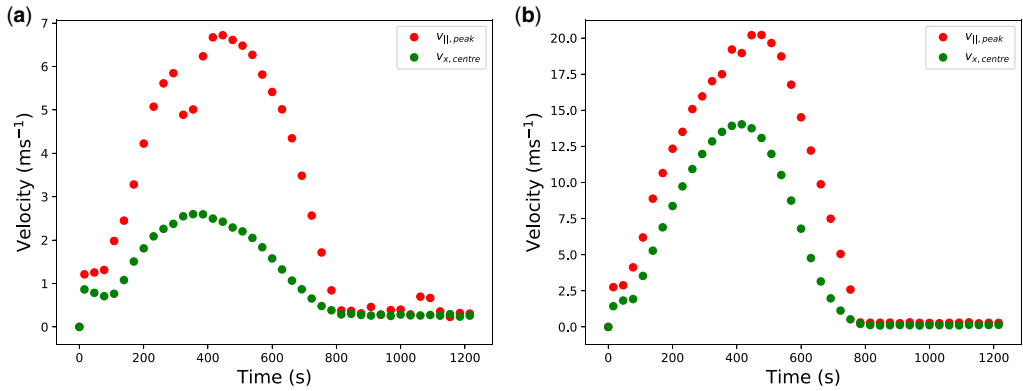 (a)
7
6
5
4
3
2
1
0
Velocity (ms⁻¹)
0 200 400 600 800 1000 1200
Time (s)
v||,peak
vx,centre
(b)
20.0
17.5
15.0
12.5
10.0
7.5
5.0
2.5
0.0
Velocity (ms⁻¹)
0 200 400 600 800 1000 1200
Time (s)
v||,peak
vx,centre